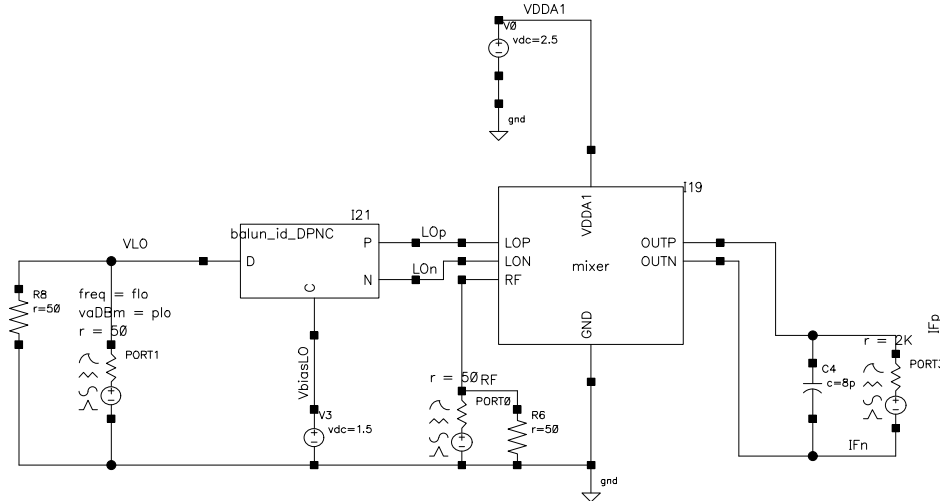 VDDA1
V0
vdc=2.5
gnd
I19
VDDA1
LOP
LON
RF
mixer
OUTP
OUTN
GND
I21
balun_id_DPNC
P
N
D
C
LOp
LOn
VLO
R8
r=50
freq = flo
vaDBm = plo
r = 50
PORT1
VbiasLO
V3
vdc=1.5
r = 50
RF
PORT0
R6
r=50
gnd
C4
c=8p
r = 2K
PORT3
IFp
IFn